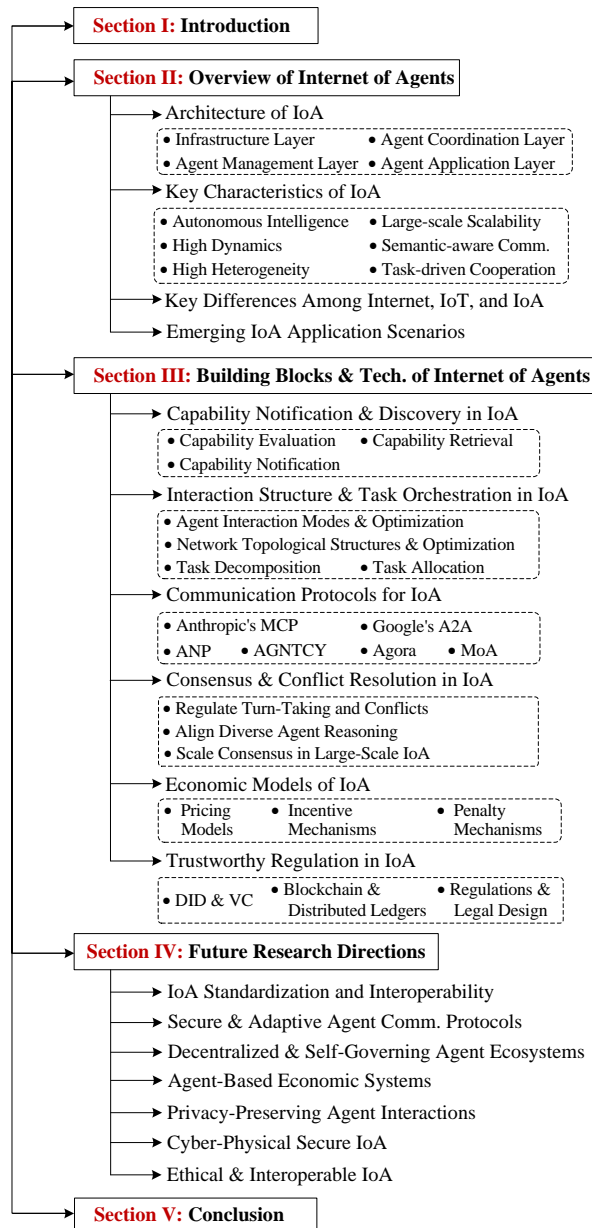 Section I: Introduction
Section II: Overview of Internet of Agents
Architecture of IoA
• Infrastructure Layer • Agent Coordination Layer
• Agent Management Layer • Agent Application Layer
Key Characteristics of IoA
• Autonomous Intelligence • Large-scale Scalability
• High Dynamics • Semantic-aware Comm.
• High Heterogeneity • Task-driven Cooperation
Key Differences Among Internet, IoT, and IoA
Emerging IoA Application Scenarios
Section III: Building Blocks & Tech. of Internet of Agents
Capability Notification & Discovery in IoA
• Capability Evaluation • Capability Retrieval
• Capability Notification
Interaction Structure & Task Orchestration in IoA
• Agent Interaction Modes & Optimization
• Network Topological Structures & Optimization
• Task Decomposition • Task Allocation
Communication Protocols for IoA
• Anthropic's MCP • Google's A2A
• ANP • AGNTCY • Agora • MoA
Consensus & Conflict Resolution in IoA
• Regulate Turn-Taking and Conflicts
• Align Diverse Agent Reasoning
• Scale Consensus in Large-Scale IoA
Economic Models of IoA
• Pricing Models • Incentive Mechanisms • Penalty Mechanisms
Trustworthy Regulation in IoA
• DID & VC • Blockchain & Distributed Ledgers • Regulations & Legal Design
Section IV: Future Research Directions
IoA Standardization and Interoperability
Secure & Adaptive Agent Comm. Protocols
Decentralized & Self-Governing Agent Ecosystems
Agent-Based Economic Systems
Privacy-Preserving Agent Interactions
Cyber-Physical Secure IoA
Ethical & Interoperable IoA
Section V: Conclusion